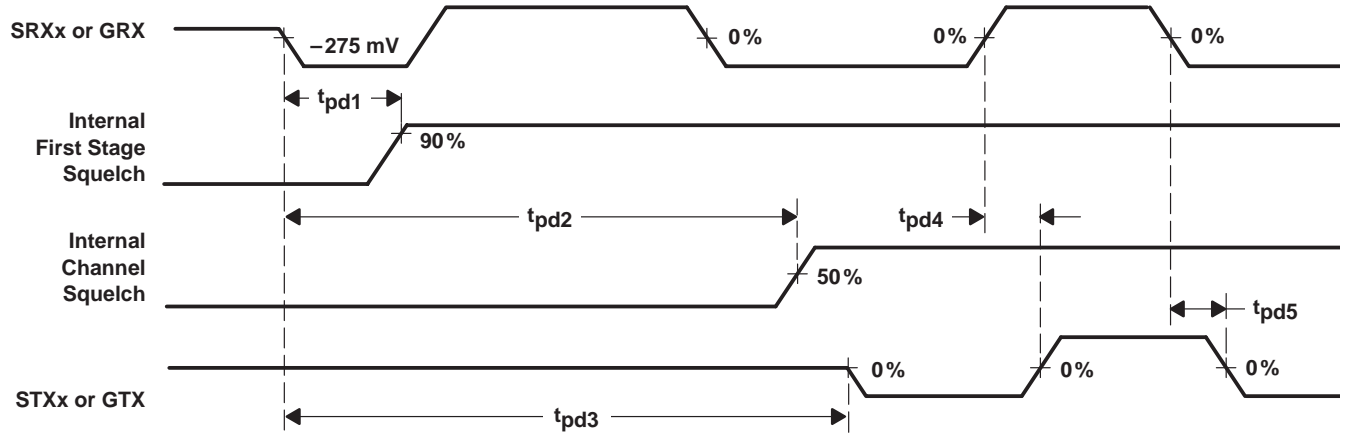 SRXx or GRX
–275 mV
0%
0%
0%
tpd1
Internal
First Stage
Squelch
90%
tpd2
tpd4
Internal
Channel
Squelch
50%
tpd5
STXx or GTX
0%
0%
0%
tpd3